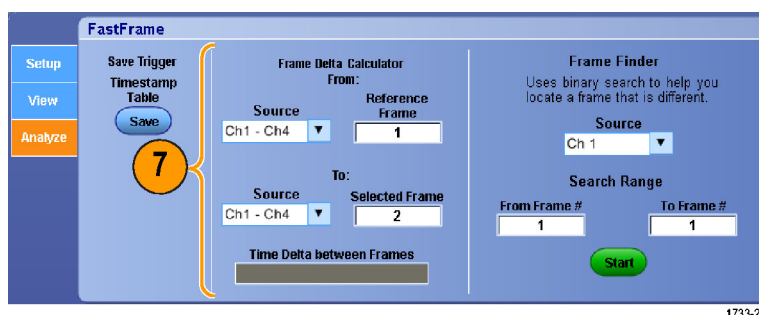 FastFrame
Setup
View
Analyze
Save Trigger
Timestamp
Table
Save
7
Frame Delta Calculator
From:
Source
Reference
Frame
Ch1 - Ch4
1
To:
Source
Selected Frame
Ch1 - Ch4
2
Time Delta between Frames
Frame Finder
Uses binary search to help you
locate a frame that is different.
Source
Ch 1
Search Range
From Frame #
To Frame #
1
1
Start